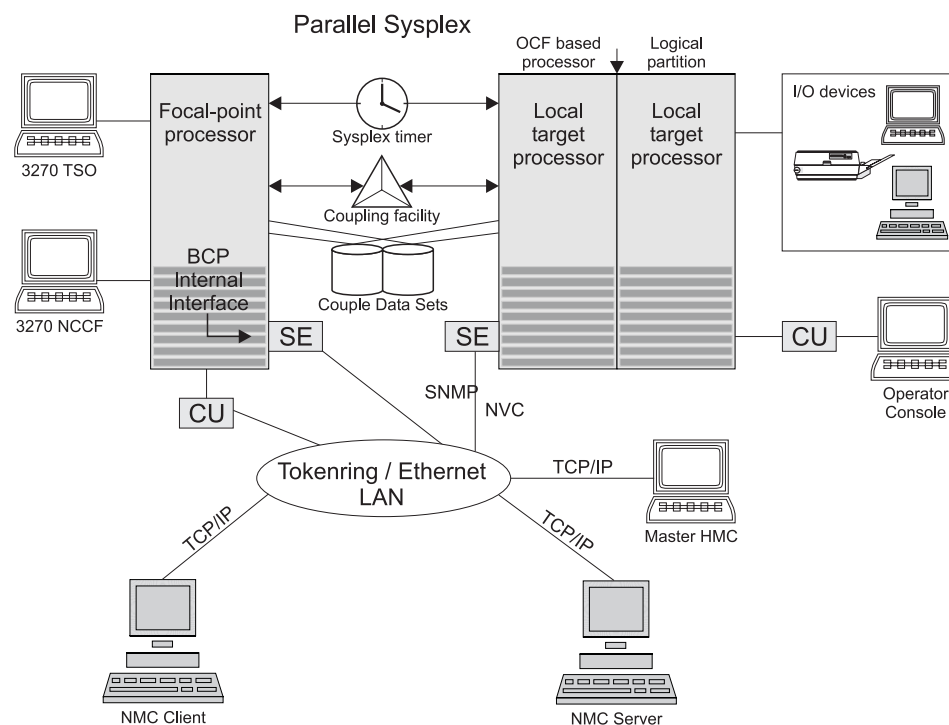 Parallel Sysplex
OCF based
processor
Logical
partition
3270 TSO
Focal-point
processor
Sysplex timer
Local
target
processor
Local
target
processor
I/O devices
Coupling facility
3270 NCCF
BCP
Internal
Interface
Couple Data Sets
SE
SE
CU
Operator
Console
CU
SNMP
NVC
Tokenring / Ethernet
LAN
TCP/IP
Master HMC
TCP/IP
TCP/IP
NMC Client
NMC Server